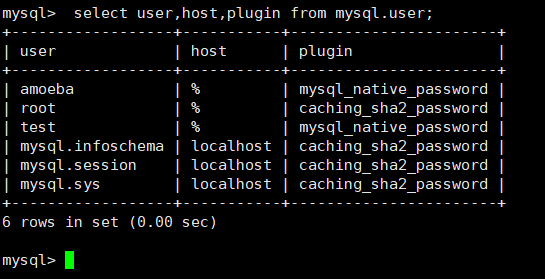 mysql>  select user,host,plugin from mysql.user;
+------------------+-----------+-----------------------+
| user             | host      | plugin                |
+------------------+-----------+-----------------------+
| amoeba           | %         | mysql_native_password |
| root             | %         | caching_sha2_password |
| test             | %         | mysql_native_password |
| mysql.infoschema | localhost | caching_sha2_password |
| mysql.session    | localhost | caching_sha2_password |
| mysql.sys        | localhost | caching_sha2_password |
+------------------+-----------+-----------------------+
6 rows in set (0.00 sec)
mysql>